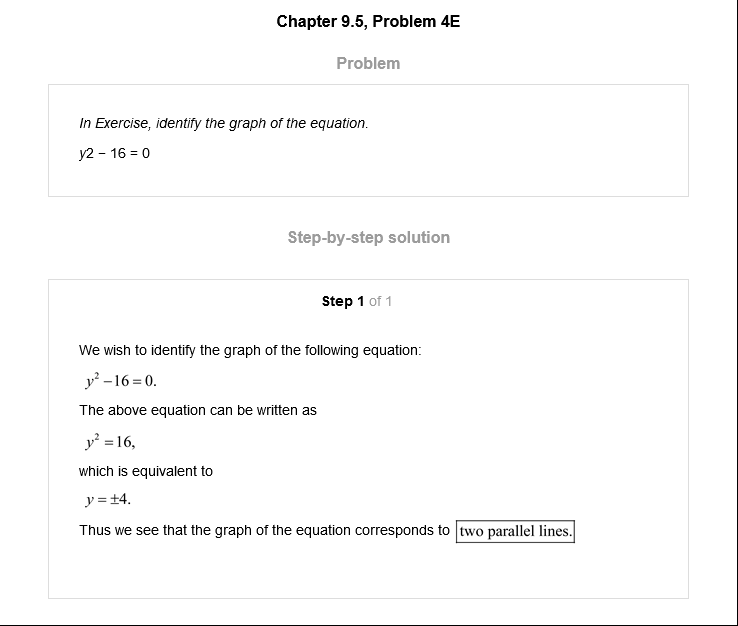 Chapter 9.5, Problem 4E
Problem
In Exercise, identify the graph of the equation.
y2 − 16 = 0
Step-by-step solution
Step 1 of 1
We wish to identify the graph of the following equation:
y² −16 = 0.
The above equation can be written as
y² = 16,
which is equivalent to
y = ±4.
Thus we see that the graph of the equation corresponds to two parallel lines.